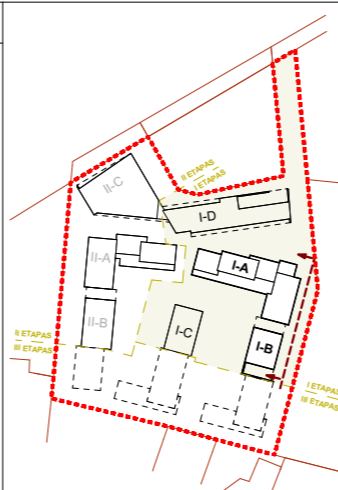 II ETAPAS
I ETAPAS
II-C
I-D
II-A
I-A
II-B
I-C
I-B
II ETAPAS
III ETAPAS
I ETAPAS
III ETAPAS